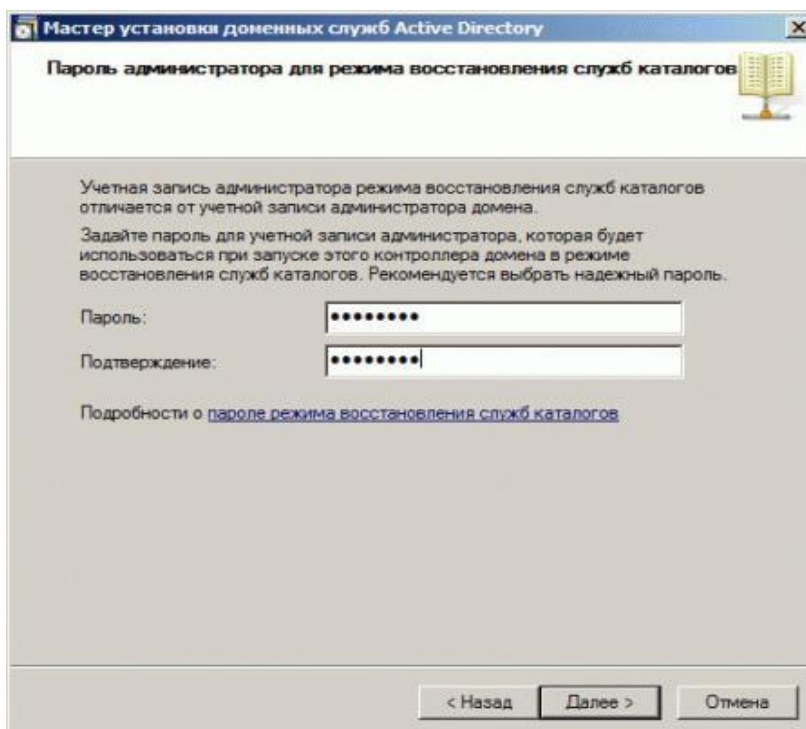 Мастер установки доменных служб Active Directory
Пароль администратора для режима восстановления служб каталогов
Учетная запись администратора режима восстановления служб каталогов
отличается от учетной записи администратора домена.
Задайте пароль для учетной записи администратора, которая будет
использоваться при запуске этого контроллера домена в режиме
восстановления служб каталогов. Рекомендуется выбрать надежный пароль.
Пароль: ●●●●●●●●
Подтверждение: ●●●●●●●●
Подробности о пароле режима восстановления служб каталогов
< Назад Далее > Отмена